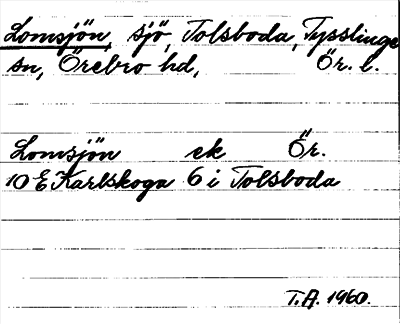 Lomsjön, sjö, Tolsboda, Tysslinge
sn, Örebro hd, Ör. l.
Lomsjön ek Ör.
10 E Karlskoga 6 i Tolsboda
T.A. 1960.